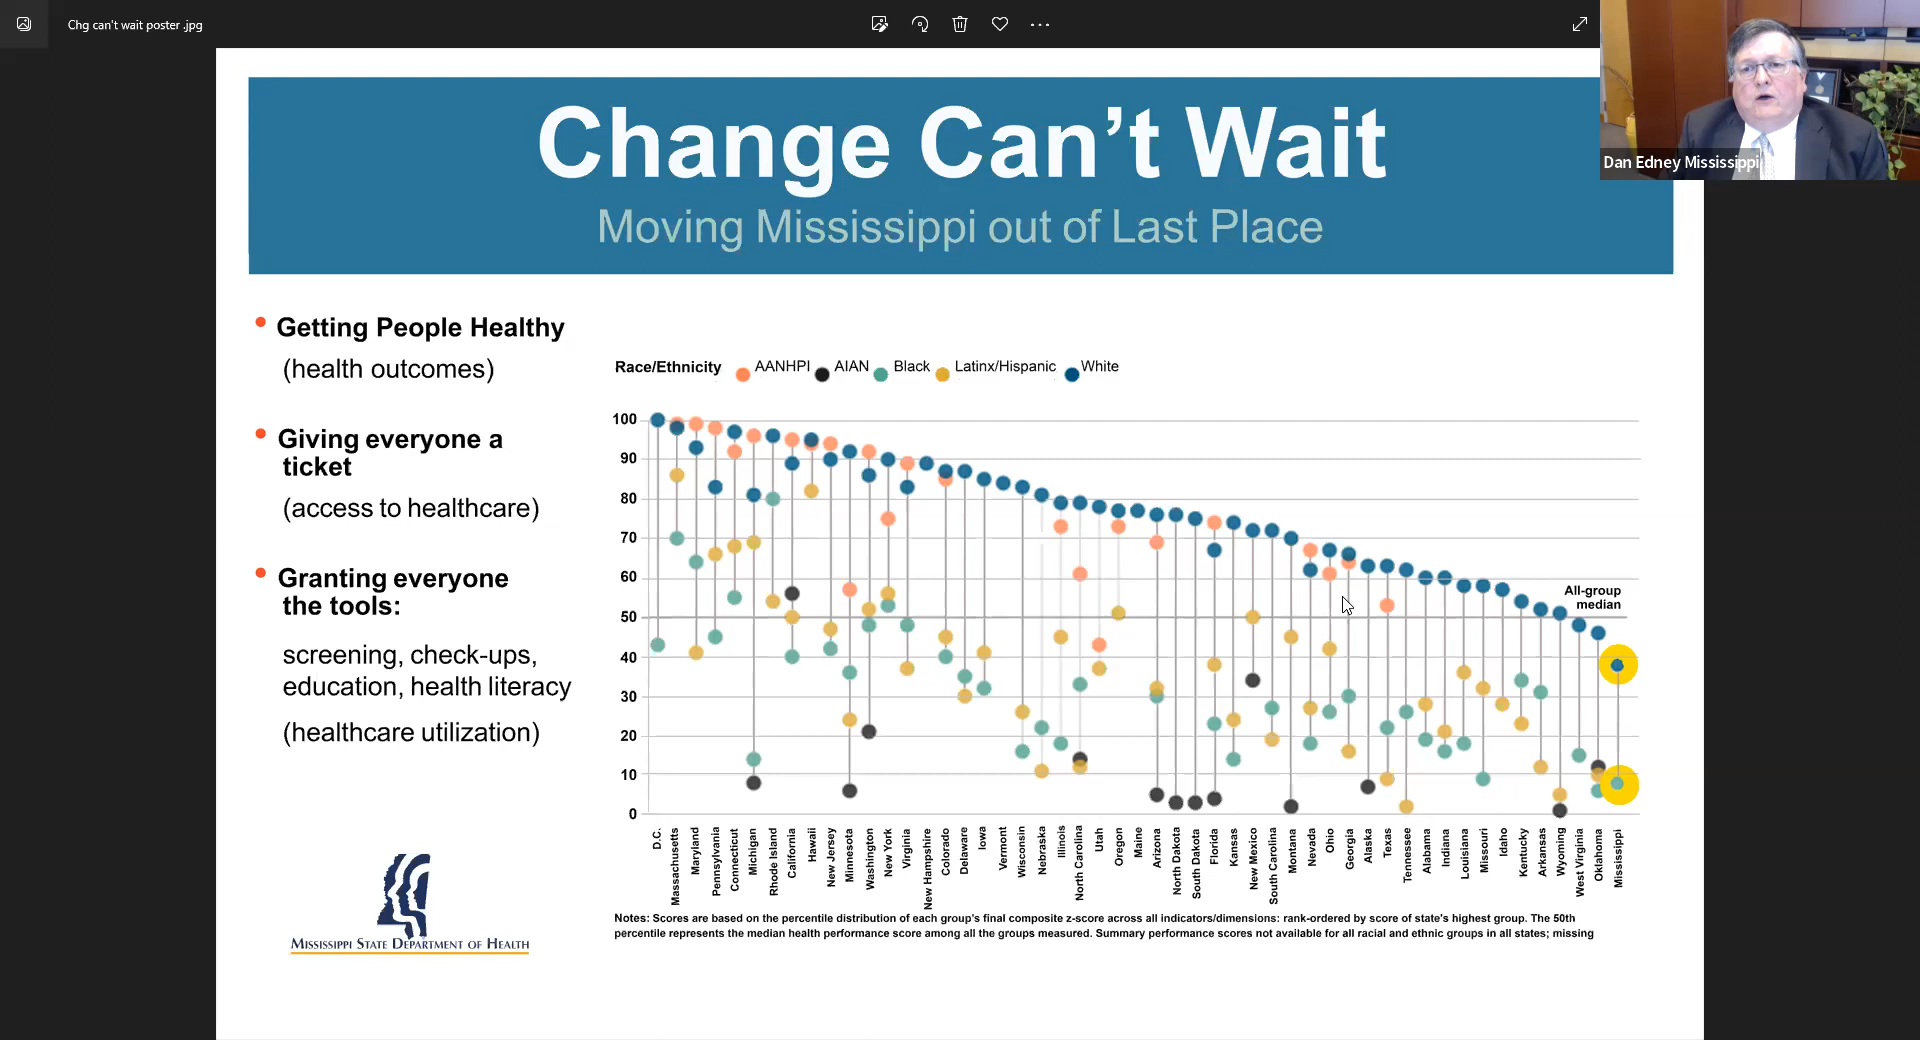 Chg can't wait poster .jpg
Dan Edney Mississippi
Change Can't Wait
Moving Mississippi out of Last Place
• Getting People Healthy
(health outcomes)
• Giving everyone a
ticket
(access to healthcare)
• Granting everyone
the tools:
screening, check-ups,
education, health literacy
(healthcare utilization)
MISSISSIPPI STATE DEPARTMENT OF HEALTH
Race/Ethnicity AANHPI AIAN Black Latinx/Hispanic White
100
90
80
70
60
50
40
30
20
10
0
All-group
median
D.C.
Massachusetts
Maryland
Pennsylvania
Connecticut
Michigan
Rhode Island
California
Hawaii
New Jersey
Minnesota
Washington
New York
Virginia
New Hampshire
Colorado
Delaware
Iowa
Vermont
Wisconsin
Nebraska
Illinois
North Carolina
Utah
Oregon
Maine
Arizona
North Dakota
South Dakota
Florida
Kansas
New Mexico
South Carolina
Montana
Nevada
Ohio
Georgia
Alaska
Texas
Tennessee
Alabama
Indiana
Louisiana
Missouri
Idaho
Kentucky
Arkansas
Wyoming
West Virginia
Oklahoma
Mississippi
Notes: Scores are based on the percentile distribution of each group's final composite z-score across all indicators/dimensions: rank-ordered by score of state's highest group. The 50th
percentile represents the median health performance score among all the groups measured. Summary performance scores not available for all racial and ethnic groups in all states; missing